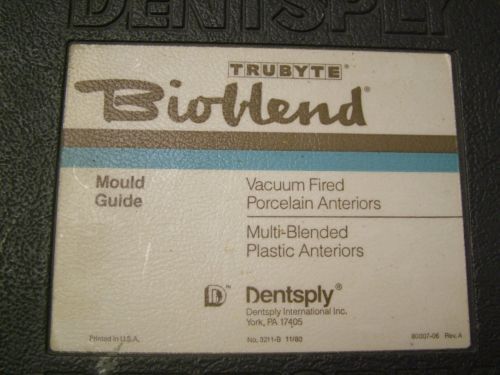 DENTSPLY
TRUBYTE®
Bioblend®
Mould
Guide
Vacuum Fired
Porcelain Anteriors
Multi-Blended
Plastic Anteriors
D™ Dentsply®
Dentsply International Inc.
York, PA 17405
Printed in U.S.A.
No. 3211-B 11/80
80007-06 Rev. A